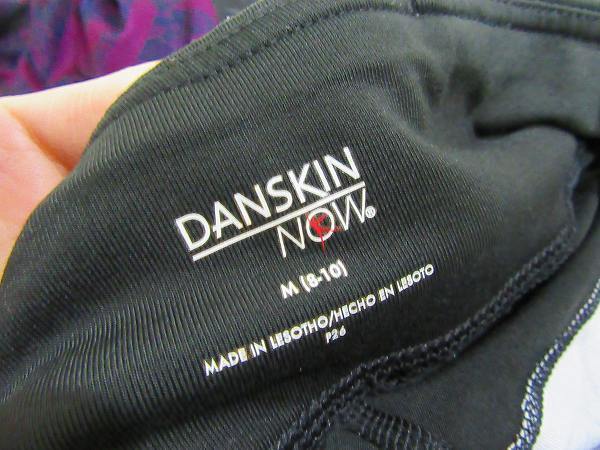 DANSKIN
NOW®
M (8-10)
MADE IN LESOTHO/HECHO EN LESOTO
P26